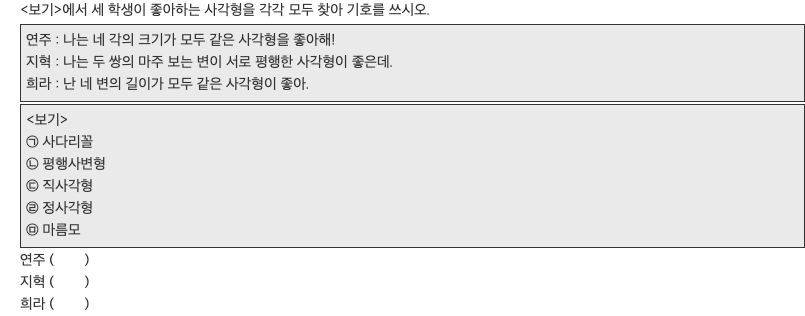 <보기>에서 세 학생이 좋아하는 사각형을 각각 모두 찾아 기호를 쓰시오.
연주 : 나는 네 각의 크기가 모두 같은 사각형을 좋아해!
지혁 : 나는 두 쌍의 마주 보는 변이 서로 평행한 사각형이 좋은데.
희라 : 난 네 변의 길이가 모두 같은 사각형이 좋아.
<보기>
㉠ 사다리꼴
㉡ 평행사변형
㉢ 직사각형
㉣ 정사각형
㉤ 마름모
연주 (      )
지혁 (      )
희라 (      )